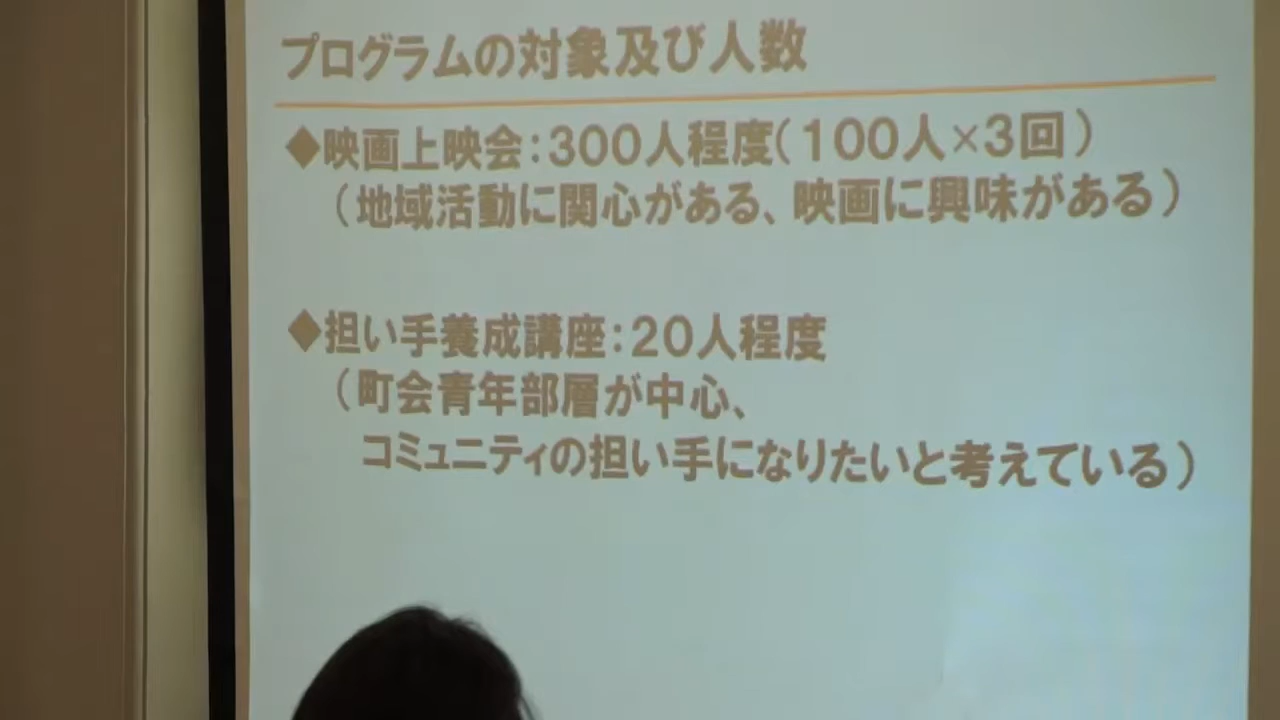 プログラムの対象及び人数
◆映画上映会：300人程度（100人×3回）
（地域活動に関心がある、映画に興味がある）
◆担い手養成講座：20人程度
（町会青年部層が中心、
コミュニティの担い手になりたいと考えている）